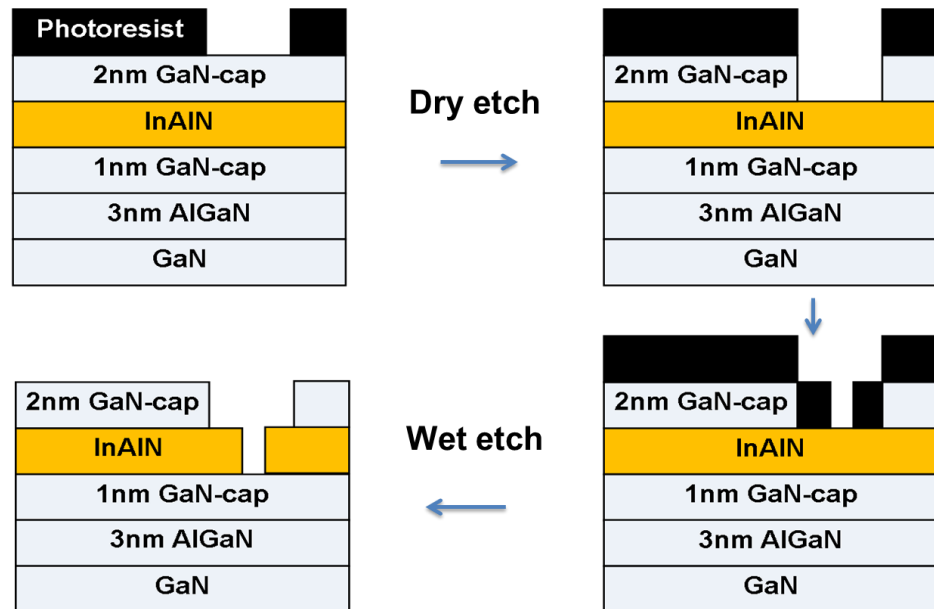 Photoresist
2nm GaN-cap
InAlN
1nm GaN-cap
3nm AlGaN
GaN
Dry etch
2nm GaN-cap
InAlN
1nm GaN-cap
3nm AlGaN
GaN
2nm GaN-cap
InAlN
1nm GaN-cap
3nm AlGaN
GaN
Wet etch
2nm GaN-cap
InAlN
1nm GaN-cap
3nm AlGaN
GaN